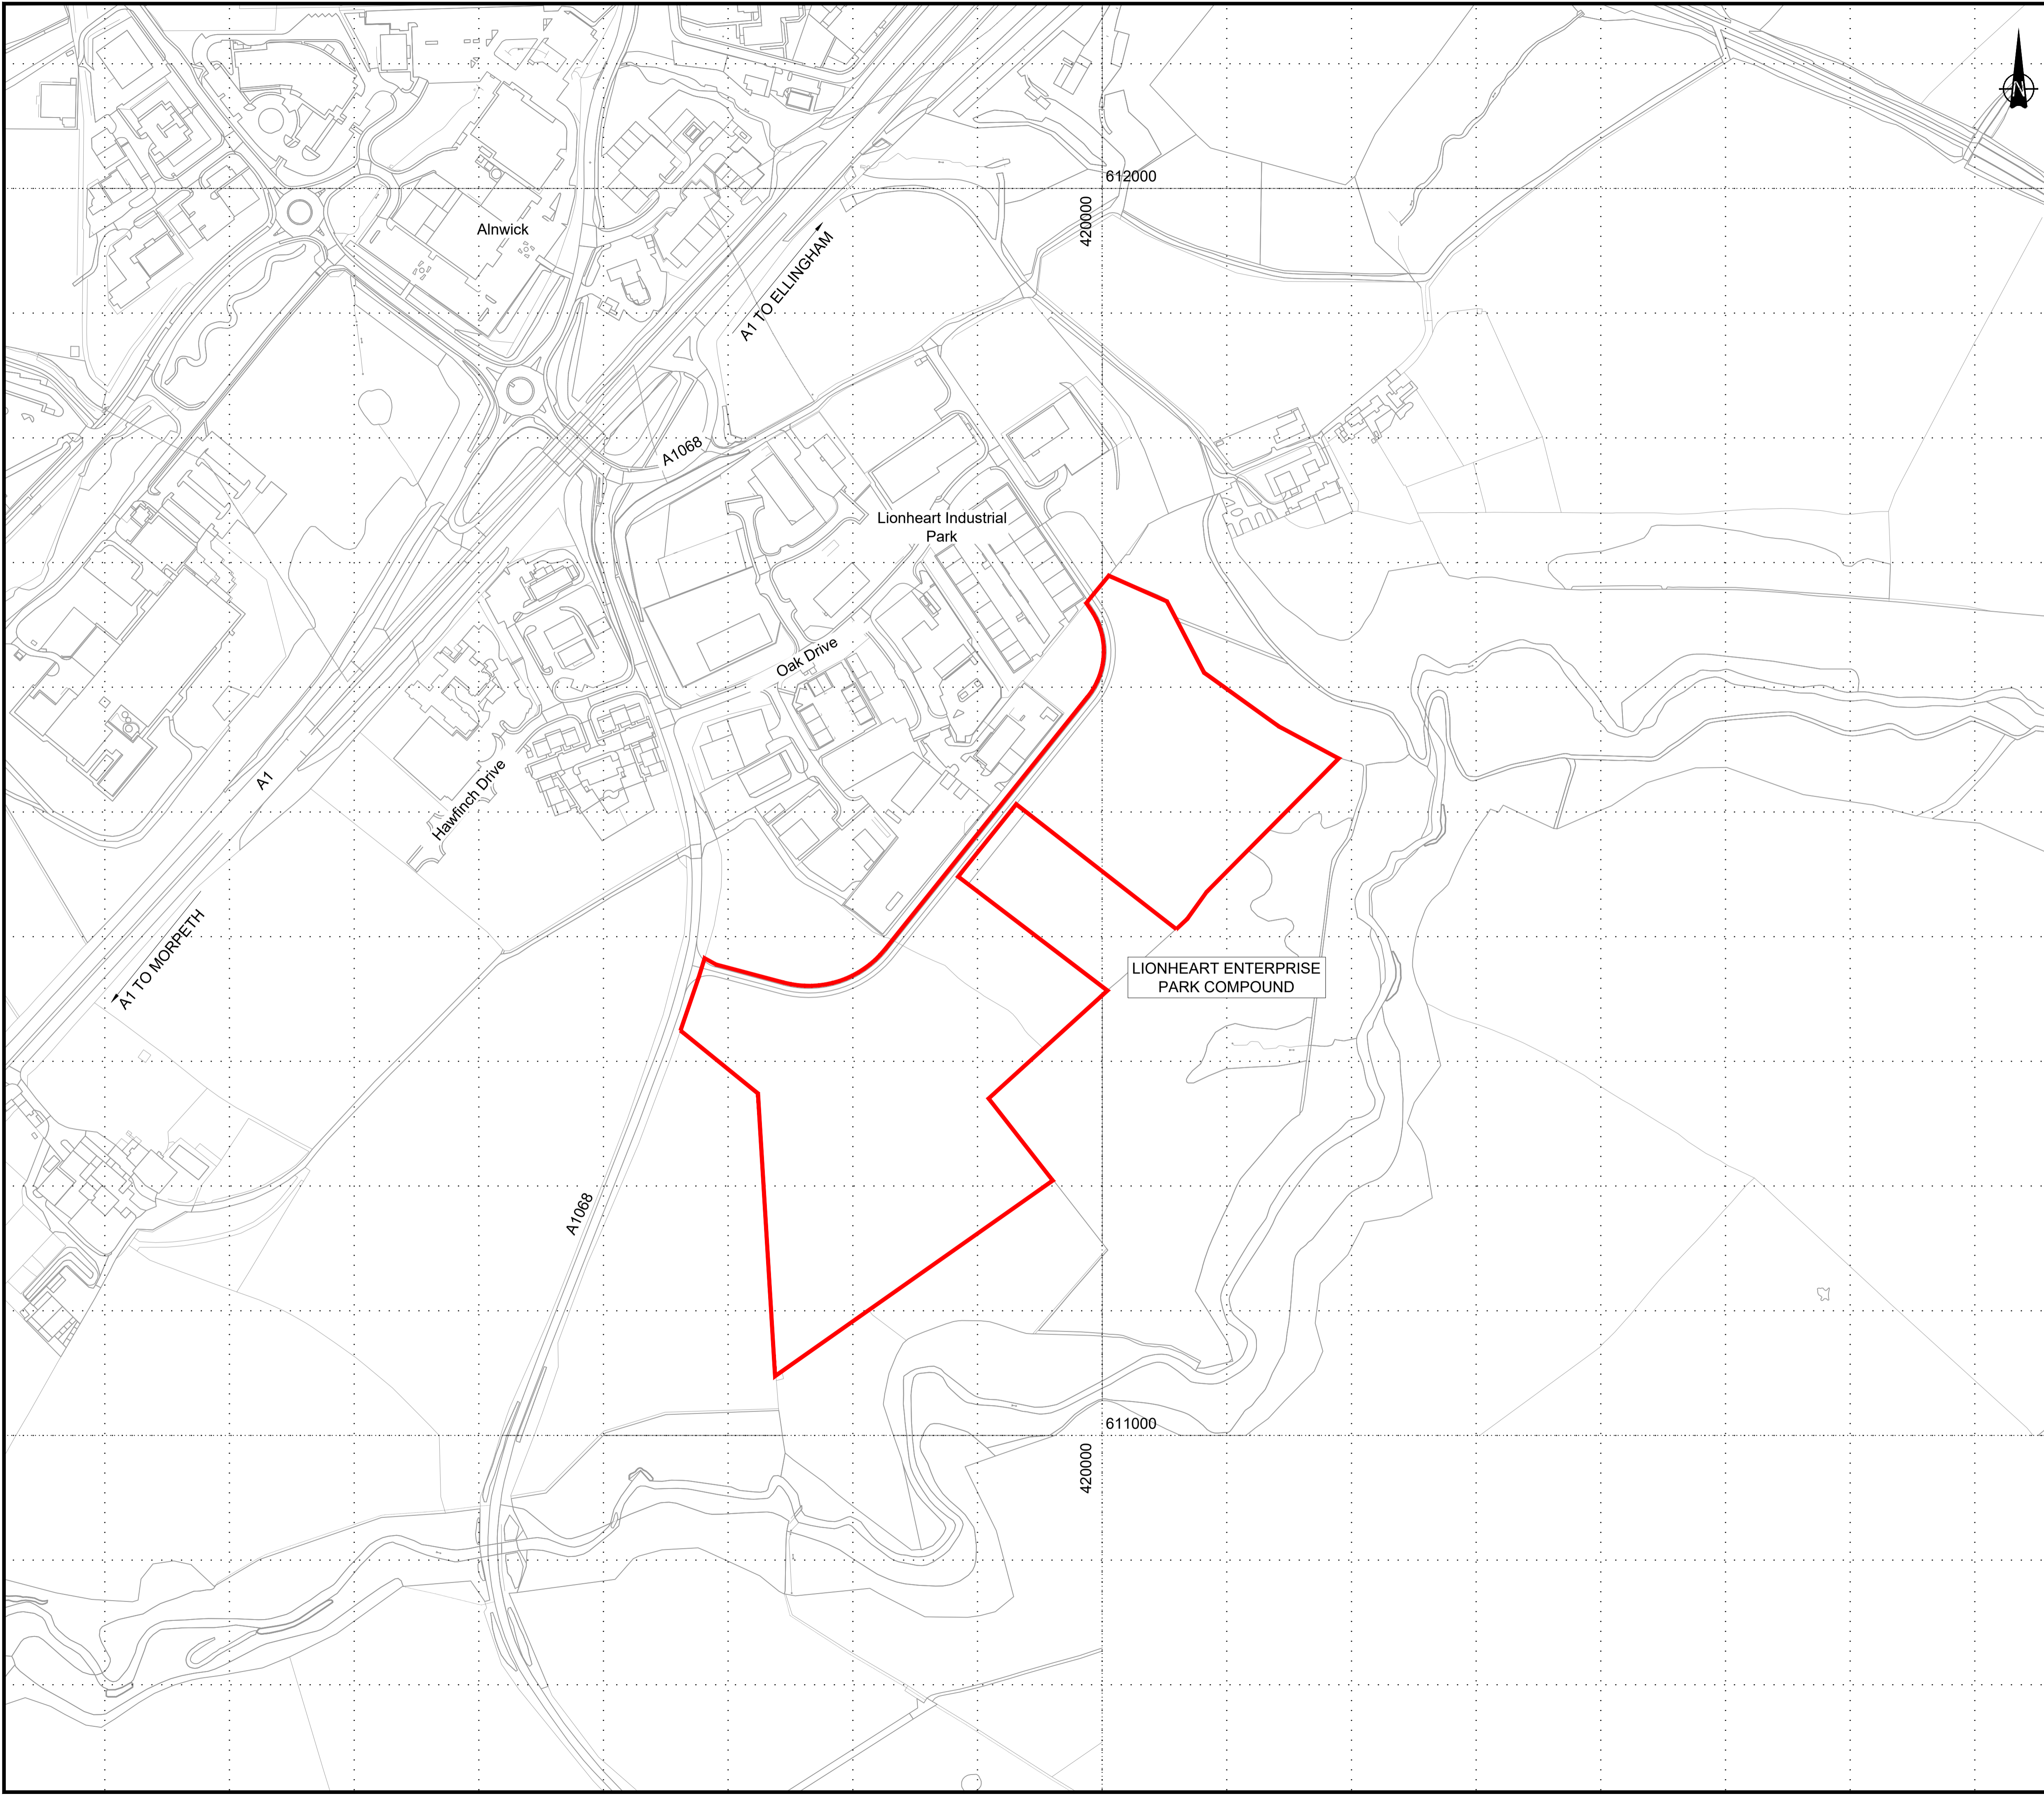 N
612000
420000
Alnwick
A1 TO ELLINGHAM
A1068
Lionheart Industrial
Park
Oak Drive
A1
Hawfinch Drive
A1 TO MORPETH
LIONHEART ENTERPRISE
PARK COMPOUND
A1068
611000
420000